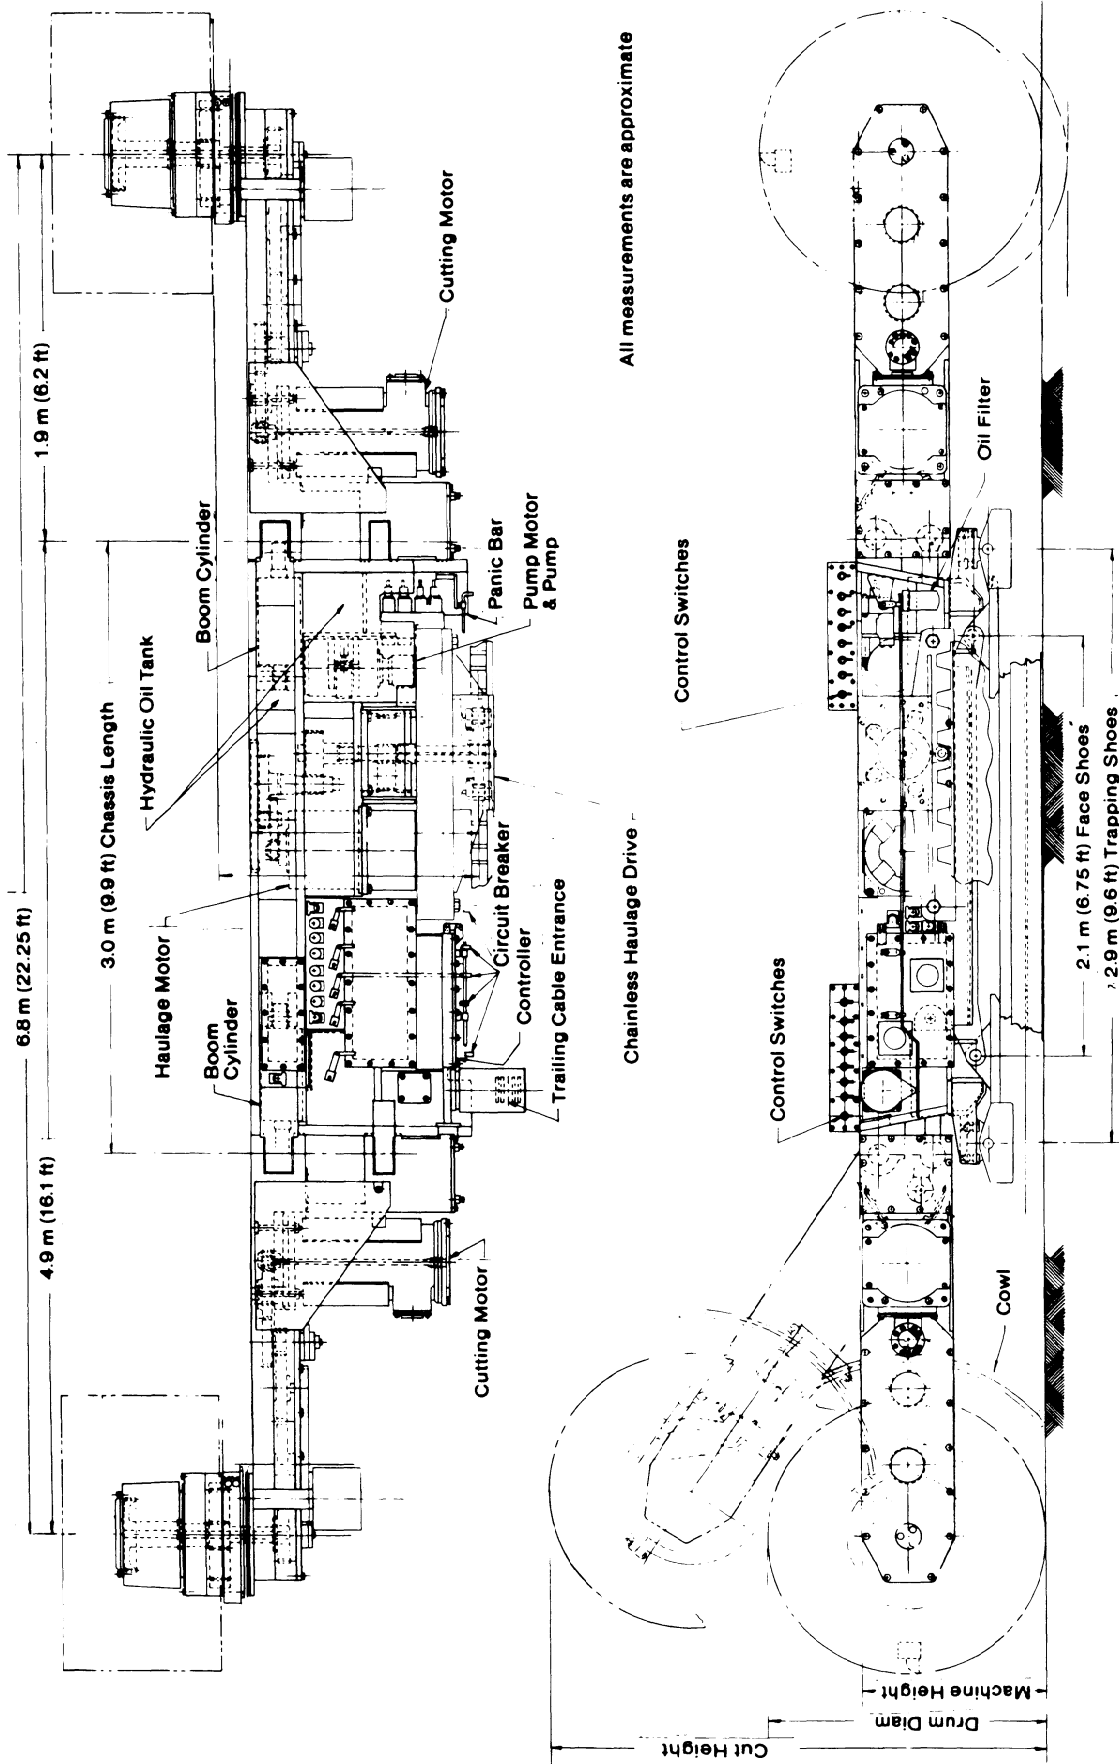 6.8 m (22.25 ft)
4.9 m (16.1 ft)
1.9 m (6.2 ft)
3.0 m (9.9 ft) Chassis Length
Hydraulic Oil Tank
Haulage Motor
Boom
Cylinder
Boom Cylinder
Cutting Motor
Cutting Motor
Panic Bar
Pump Motor
& Pump
Circuit Breaker
Controller
Trailing Cable Entrance
Chainless Haulage Drive
All measurements are approximate
Control Switches
Control Switches
Oil Filter
Cowl
Cut Height
Drum Diam
Machine Height
2.1 m (6.75 ft) Face Shoes
2.9 m (9.6 ft) Trapping Shoes